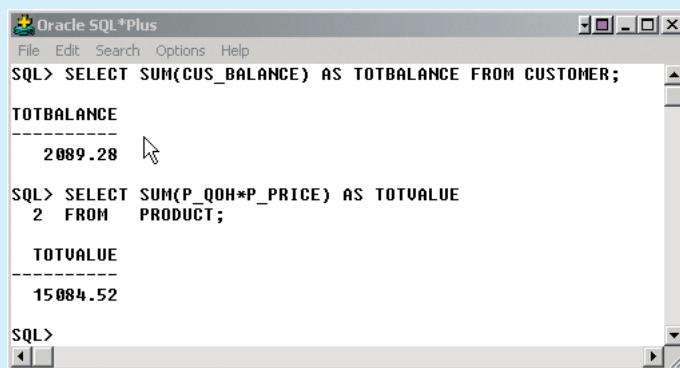 Oracle SQL*Plus
File Edit Search Options Help
SQL> SELECT SUM(CUS_BALANCE) AS TOTBALANCE FROM CUSTOMER;
TOTBALANCE
----------
2089.28
SQL> SELECT SUM(P_QOH*P_PRICE) AS TOTVALUE
2 FROM PRODUCT;
TOTVALUE
----------
15084.52
SQL>